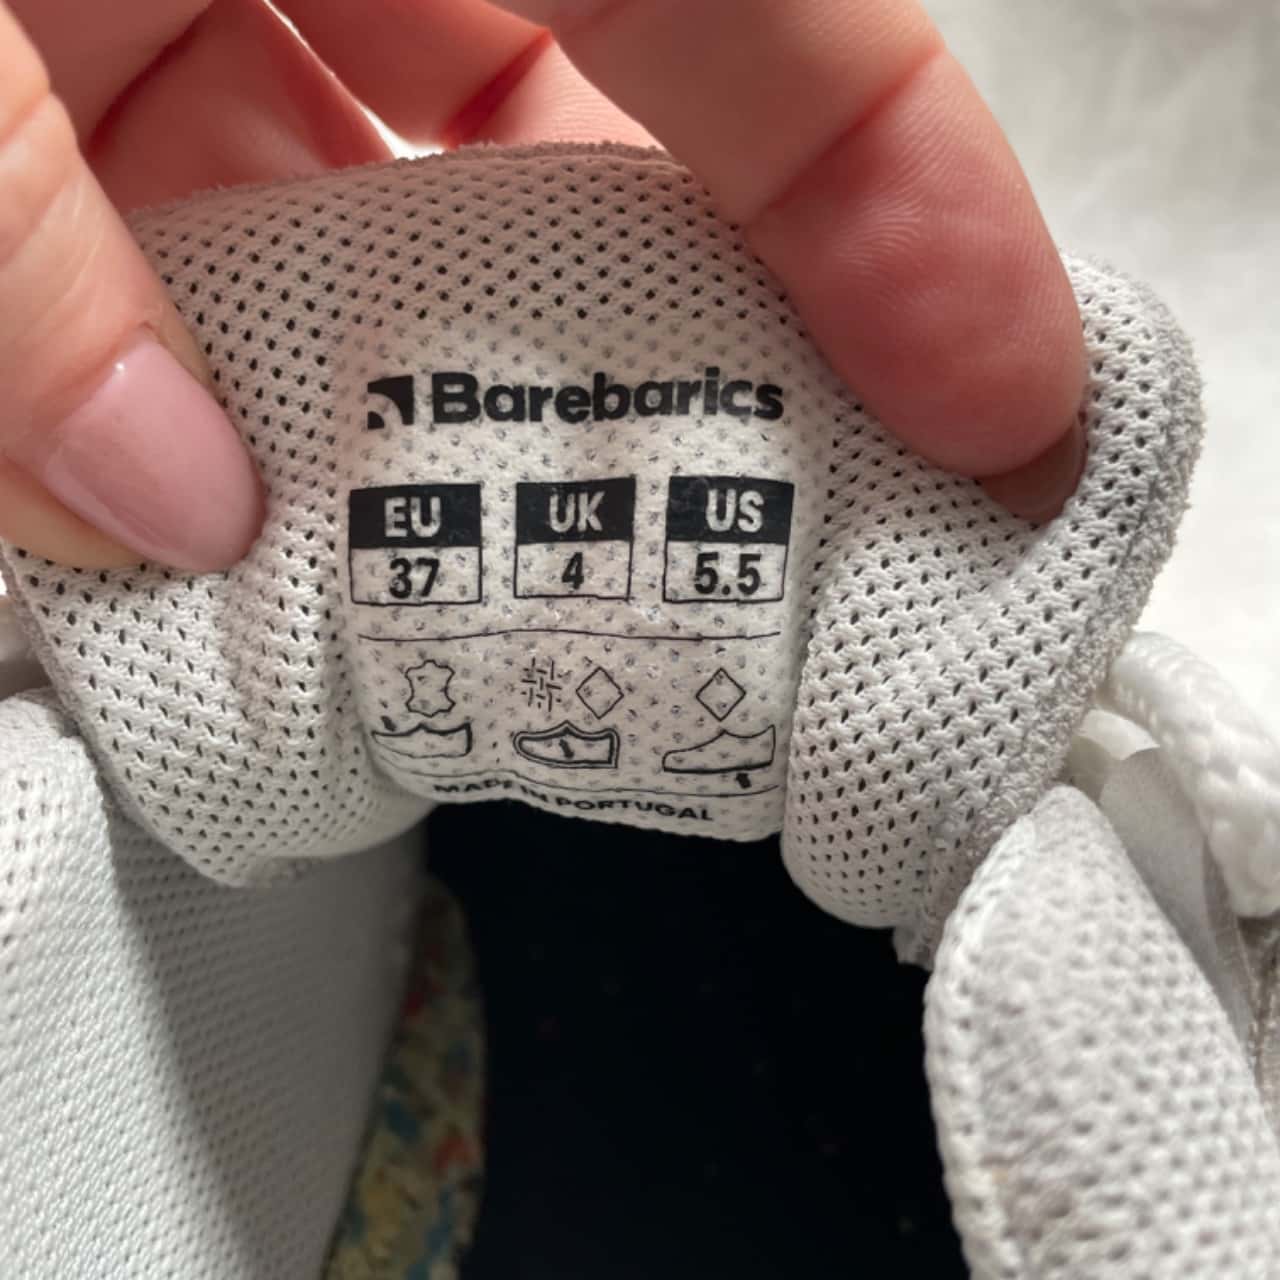 Barebarics
EU UK US
37 4 5.5
MADE IN PORTUGAL